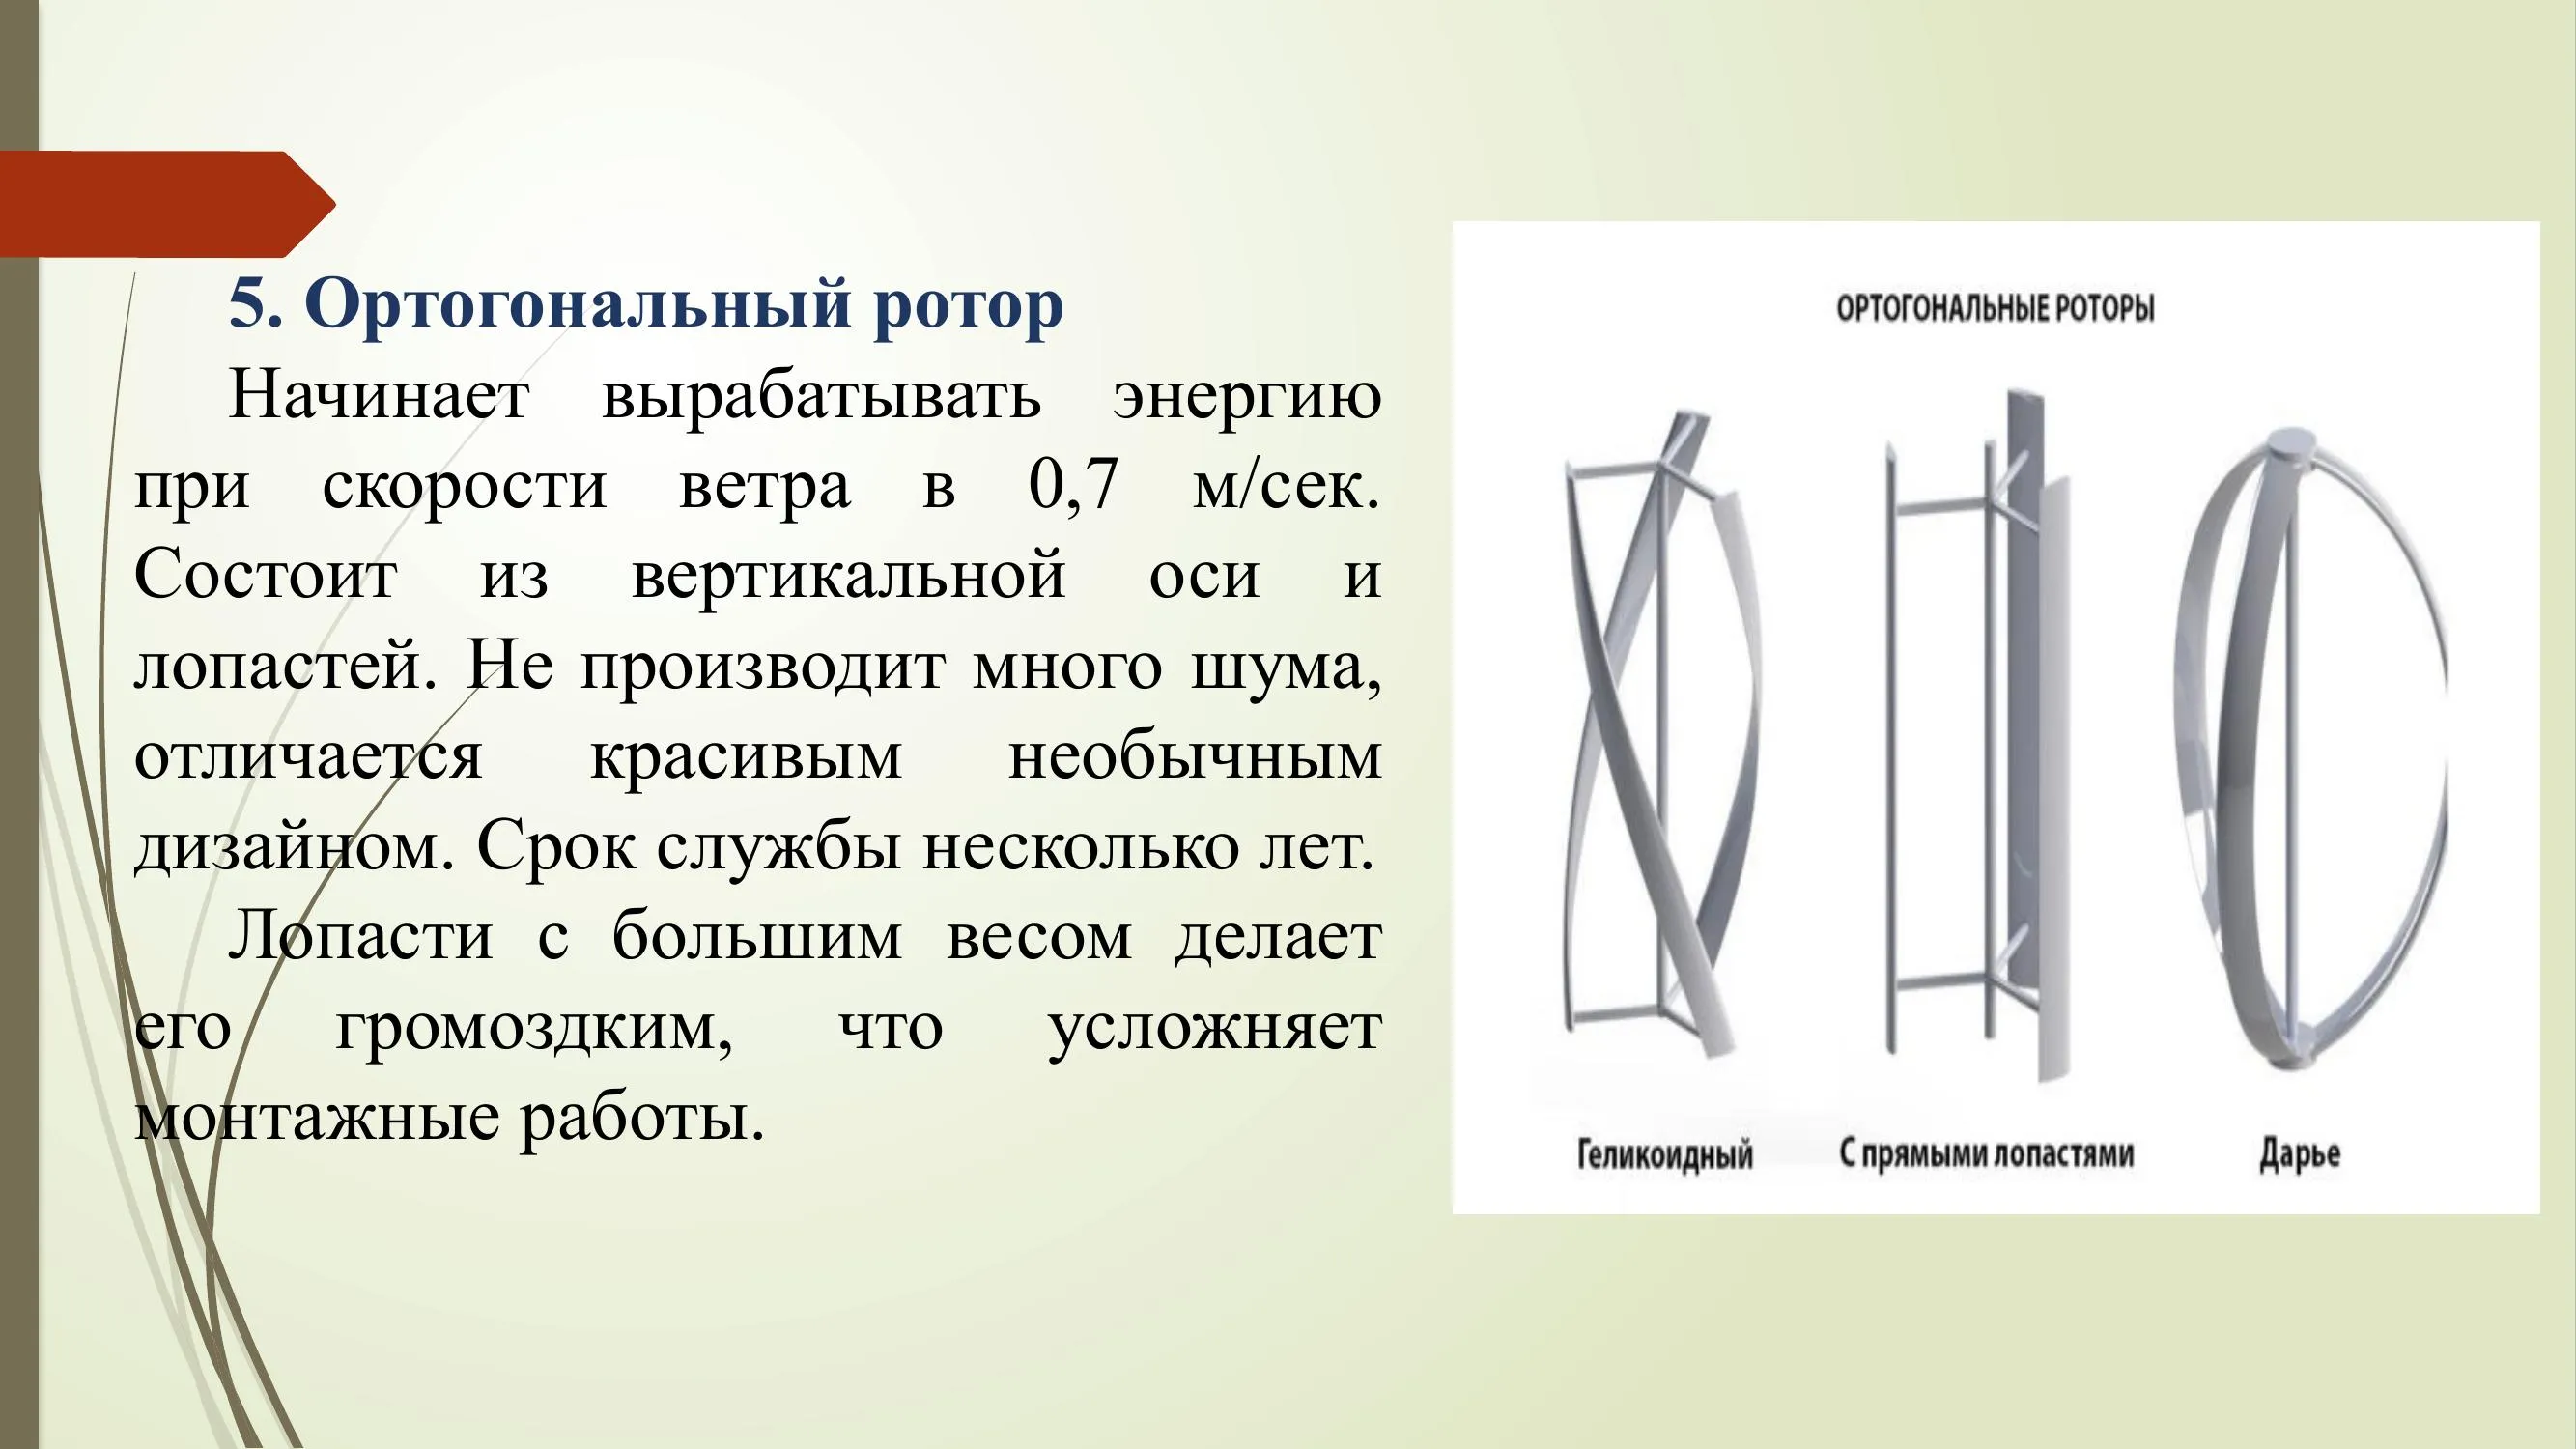 5. Ортогональный ротор
Начинает вырабатывать энергию
при скорости ветра в 0,7 м/сек.
Состоит из вертикальной оси и
лопастей. Не производит много шума,
отличается красивым необычным
дизайном. Срок службы несколько лет.
Лопасти с большим весом делает
его громоздким, что усложняет
монтажные работы.
ОРТОГОНАЛЬНЫЕ РОТОРЫ
Геликоидный
С прямыми лопастями
Дарье